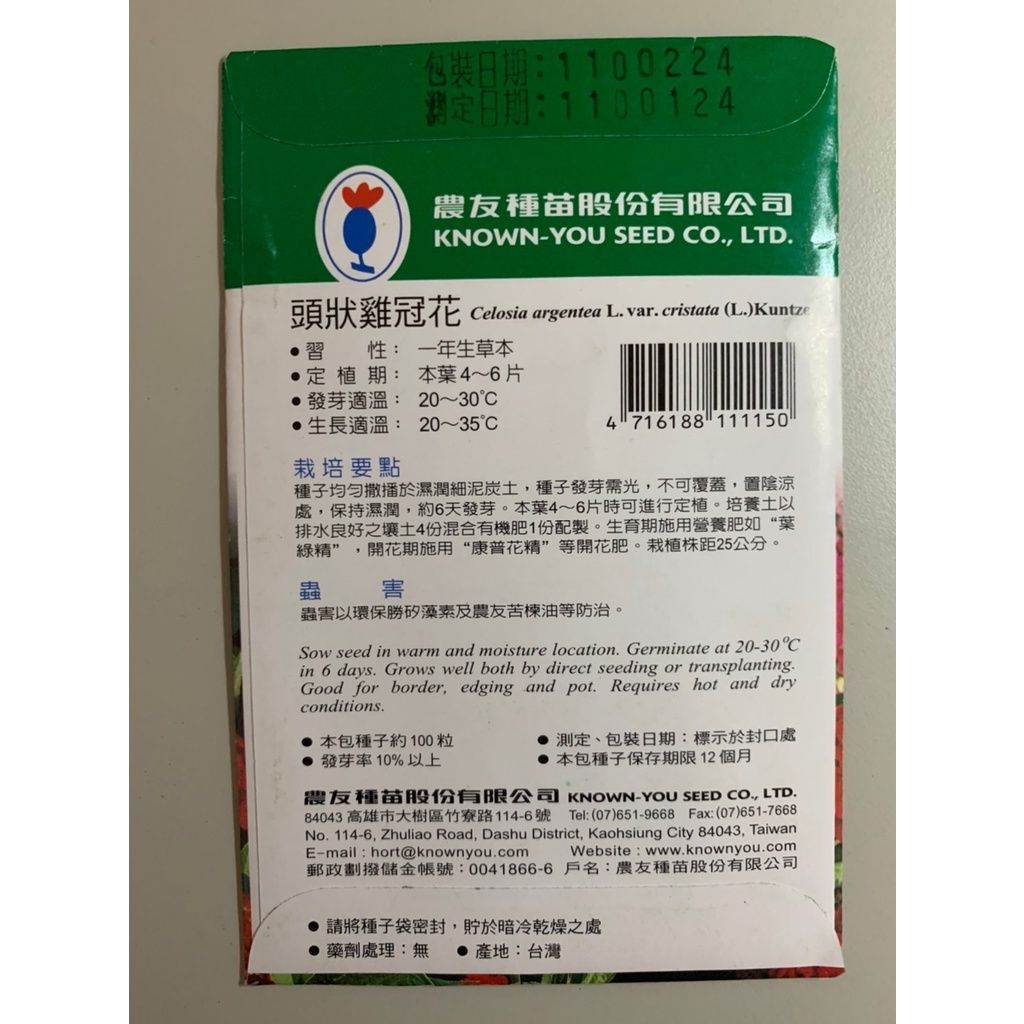 包裝日期：1100224
測定日期：1100124
農友種苗股份有限公司
KNOWN-YOU SEED CO., LTD.
頭狀雞冠花 Celosia argentea L. var. cristata (L.)Kuntze
●習　性： 一年生草本
●定植期： 本葉4～6片
●發芽適溫： 20～30℃
●生長適溫： 20～35℃
4 716188 111150
栽培要點
種子均勻撒播於濕潤細泥炭土，種子發芽需光，不可覆蓋，置陰涼
處，保持濕潤，約6天發芽。本葉4～6片時可進行定植。培養土以
排水良好之壤土4份混合有機肥1份配製。生育期施用營養肥如“葉
綠精”，開花期施用“康普花精”等開花肥。栽植株距25公分。
蟲　害
蟲害以環保勝矽藻素及農友苦楝油等防治。
Sow seed in warm and moisture location. Germinate at 20-30℃
in 6 days. Grows well both by direct seeding or transplanting.
Good for border, edging and pot. Requires hot and dry
conditions.
●本包種子約100粒 ●測定、包裝日期：標示於封口處
●發芽率10%以上 ●本包種子保存期限12個月
農友種苗股份有限公司 KNOWN-YOU SEED CO., LTD.
84043 高雄市大樹區竹寮路114-6號 Tel:(07)651-9668 Fax:(07)651-7668
No. 114-6, Zhuliao Road, Dashu District, Kaohsiung City 84043, Taiwan
E-mail : hort@knownyou.com Website : www.knownyou.com
郵政劃撥儲金帳號：0041866-6 戶名：農友種苗股份有限公司
●請將種子袋密封，貯於暗冷乾燥之處
●藥劑處理：無 ●產地：台灣